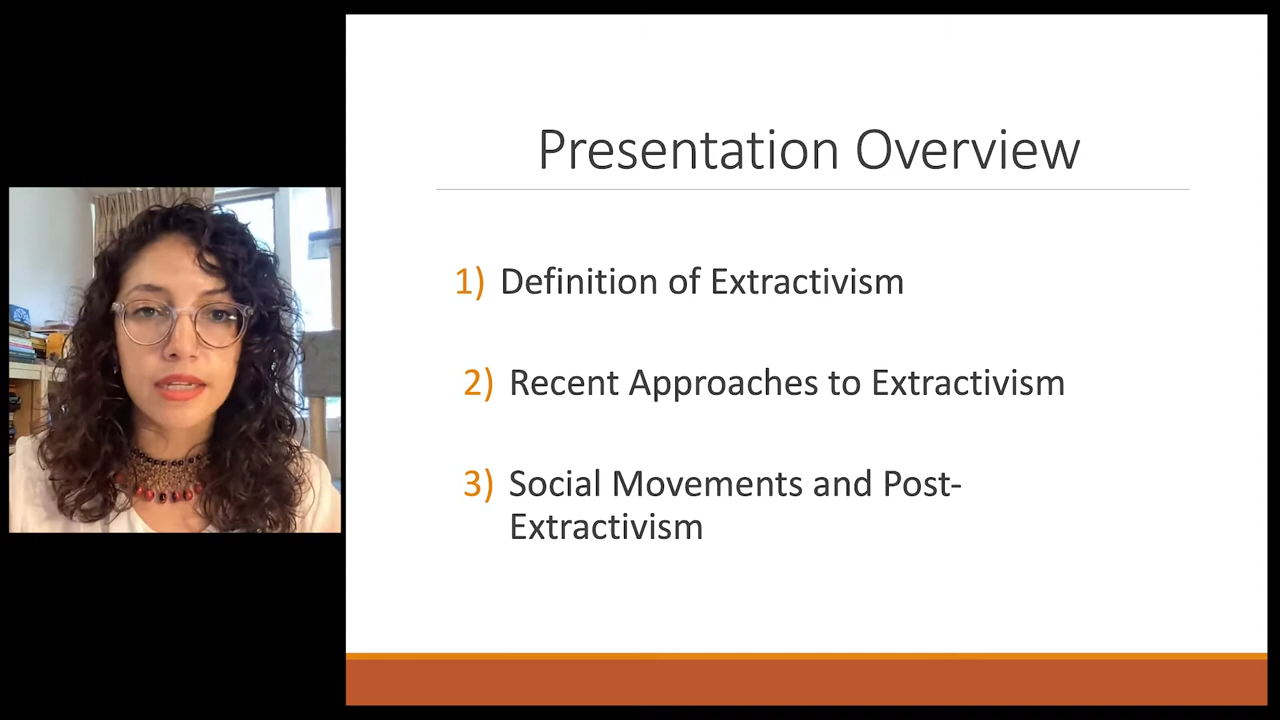 Presentation Overview
1) Definition of Extractivism
2) Recent Approaches to Extractivism
3) Social Movements and Post-
Extractivism